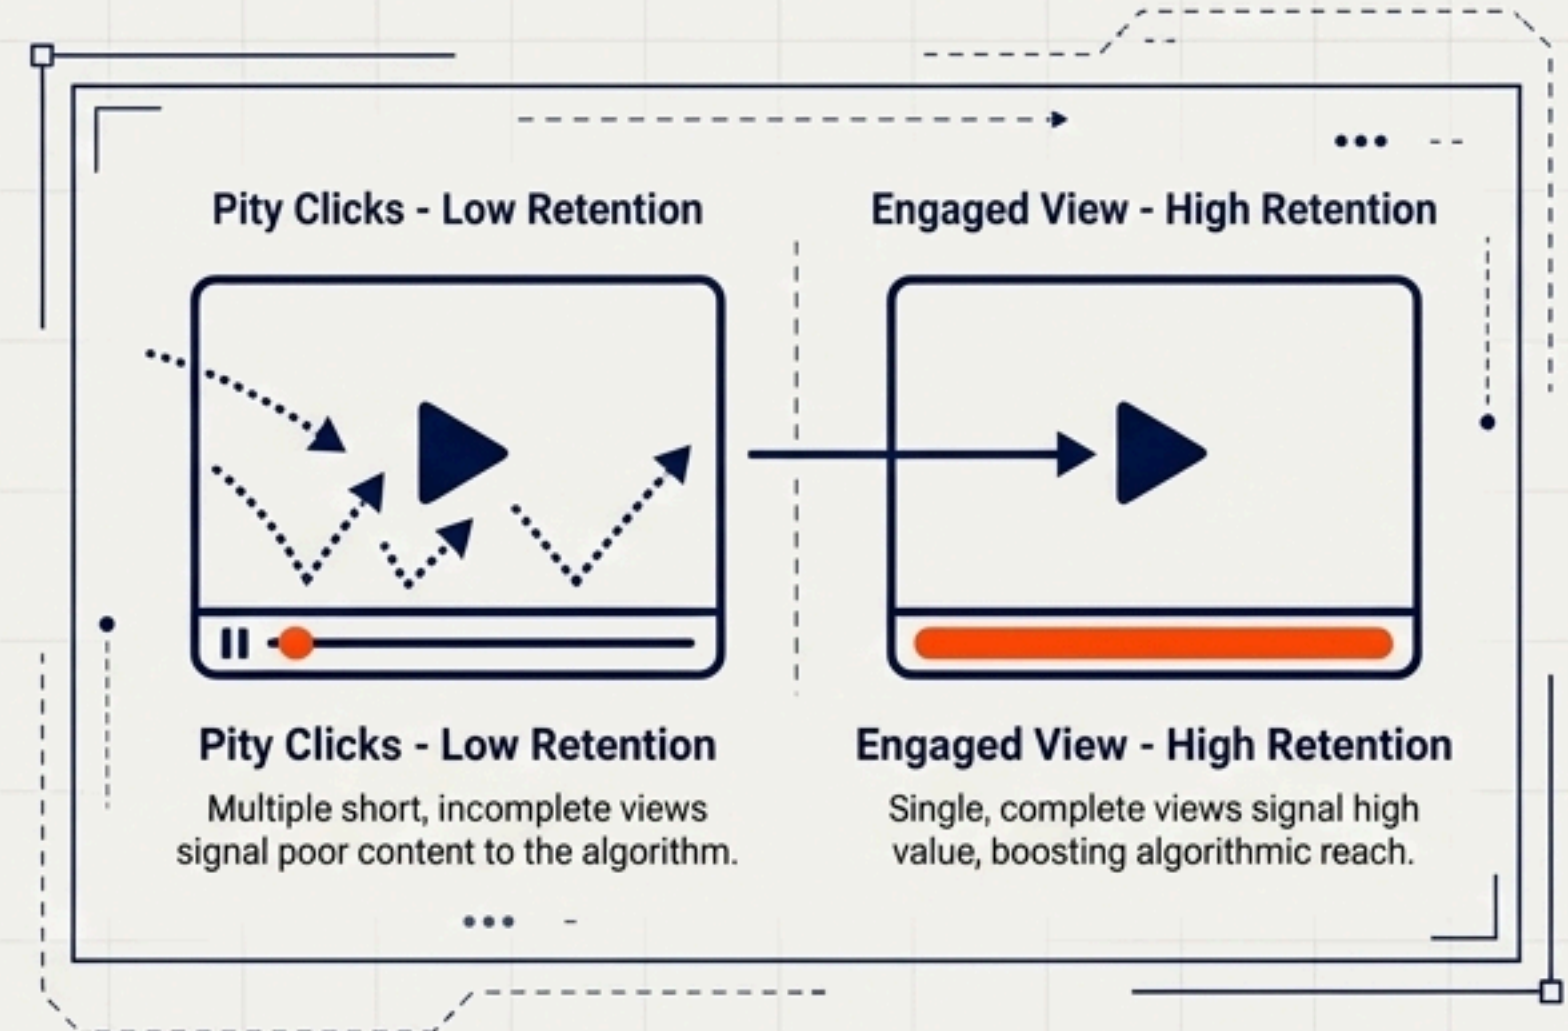 Pity Clicks - Low Retention
Engaged View - High Retention
Pity Clicks - Low Retention
Multiple short, incomplete views
signal poor content to the algorithm.
Engaged View - High Retention
Single, complete views signal high
value, boosting algorithmic reach.